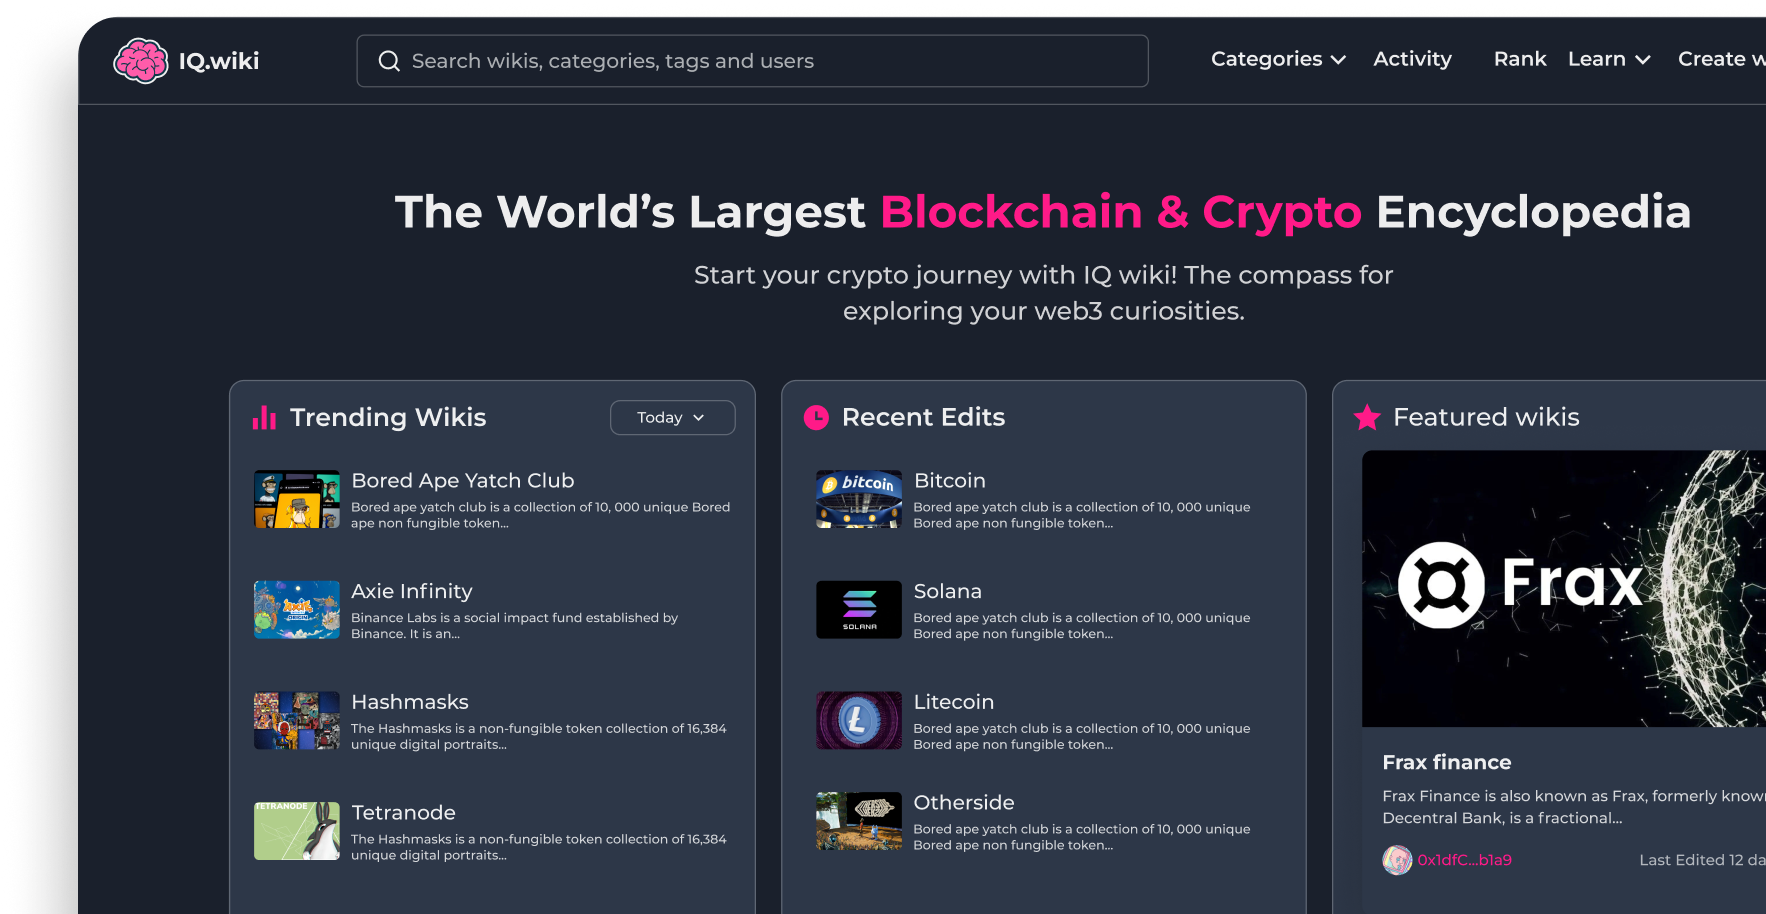 IQ.wiki
Search wikis, categories, tags and users
Categories
Activity
Rank
Learn
Create w
The World's Largest Blockchain & Crypto Encyclopedia
Start your crypto journey with IQ wiki! The compass for
exploring your web3 curiosities.
Trending Wikis
Today
Bored Ape Yatch Club
Bored ape yatch club is a collection of 10, 000 unique Bored
ape non fungible token...
Axie Infinity
Binance Labs is a social impact fund established by
Binance. It is an...
Hashmasks
The Hashmasks is a non-fungible token collection of 16,384
unique digital portraits...
TETRANODE
Tetranode
The Hashmasks is a non-fungible token collection of 16,384
unique digital portraits...
Recent Edits
bitcoin
Bitcoin
Bored ape yatch club is a collection of 10, 000 unique
Bored ape non fungible token...
SOLANA
Solana
Bored ape yatch club is a collection of 10, 000 unique
Bored ape non fungible token...
Litecoin
Bored ape yatch club is a collection of 10, 000 unique
Bored ape non fungible token...
Otherside
Bored ape yatch club is a collection of 10, 000 unique
Bored ape non fungible token...
Featured wikis
Frax
Frax finance
Frax Finance is also known as Frax, formerly known
Decentral Bank, is a fractional...
0x1dfC...b1a9
Last Edited 12 da